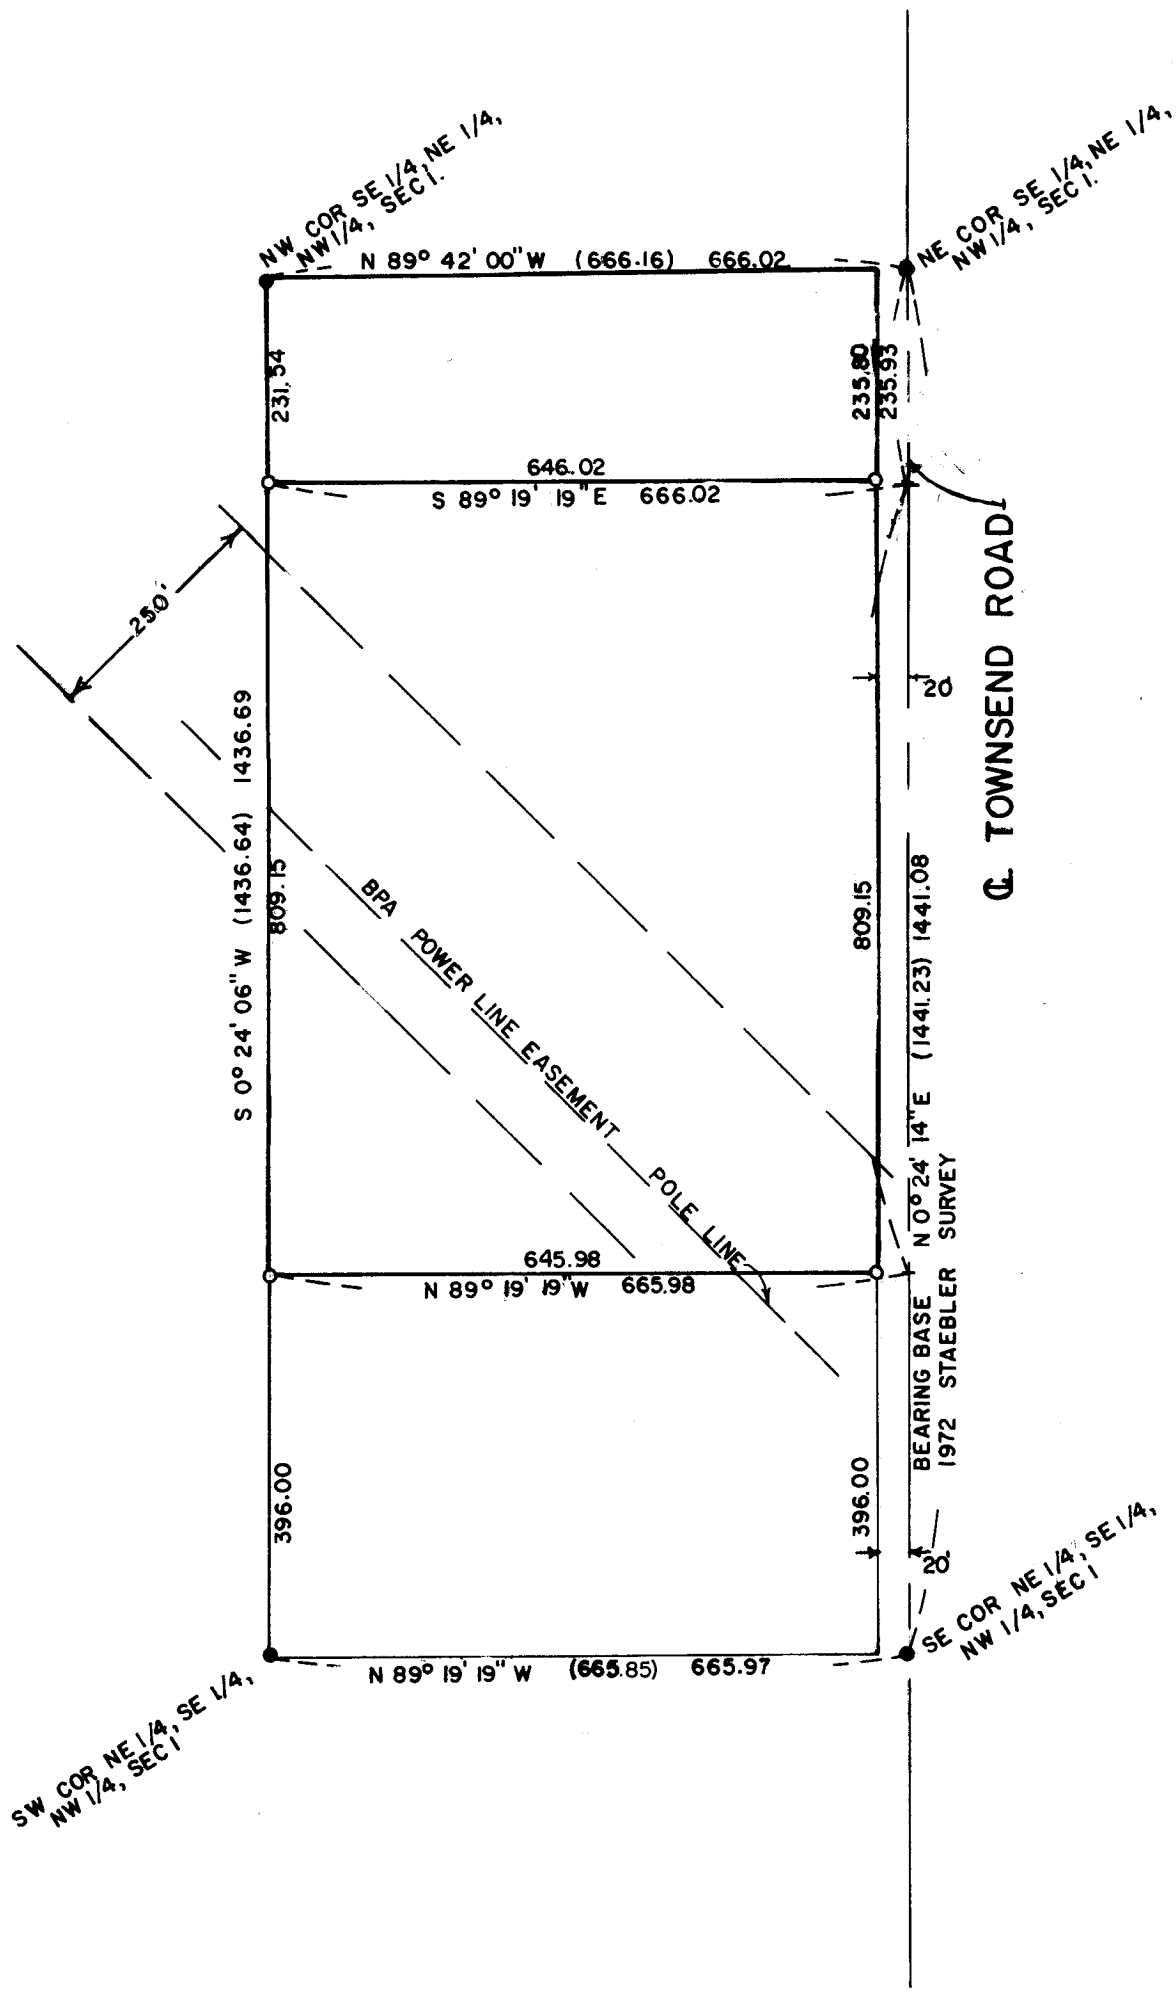 NW COR SE 1/4, NE 1/4,
NW 1/4, SEC 1.
NE COR SE 1/4, NE 1/4,
NW 1/4, SEC 1.
N 89° 42' 00" W (666.16) 666.02
231.54
235.80
235.93
646.02
S 89° 19' 19" E 666.02
250'
20
℄ TOWNSEND ROAD
S 0° 24' 06" W (1436.64) 1436.69
809.15
809.15
BPA POWER LINE EASEMENT
POLE LINE
N 0° 24' 14" E (1441.23) 1441.08
BEARING BASE
1972 STAEBLER SURVEY
645.98
N 89° 19' 19" W 665.98
396.00
396.00
20
SE COR NE 1/4, SE 1/4,
NW 1/4, SEC 1
N 89° 19' 19" W (665.85) 665.97
SW COR NE 1/4, SE 1/4,
NW 1/4, SEC 1